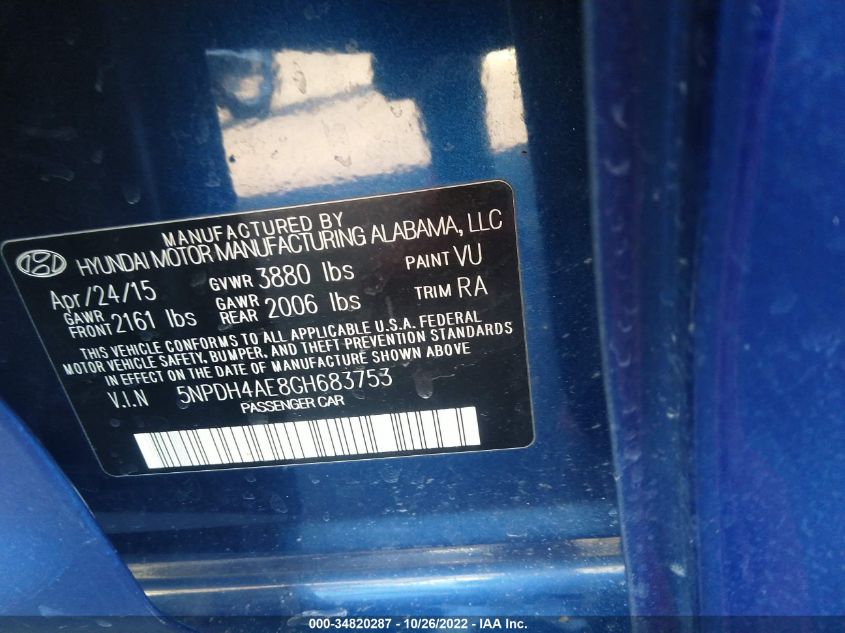 MANUFACTURED BY
HYUNDAI MOTOR MANUFACTURING ALABAMA, LLC
Apr/24/15 GVWR 3880 lbs PAINT VU
GAWR FRONT 2161 lbs GAWR REAR 2006 lbs TRIM RA
THIS VEHICLE CONFORMS TO ALL APPLICABLE U.S.A. FEDERAL
MOTOR VEHICLE SAFETY, BUMPER, AND THEFT PREVENTION STANDARDS
IN EFFECT ON THE DATE OF MANUFACTURE SHOWN ABOVE.
V.I.N 5NPDH4AE8GH683753
PASSENGER CAR
000-34820287 - 10/26/2022 - IAA Inc.